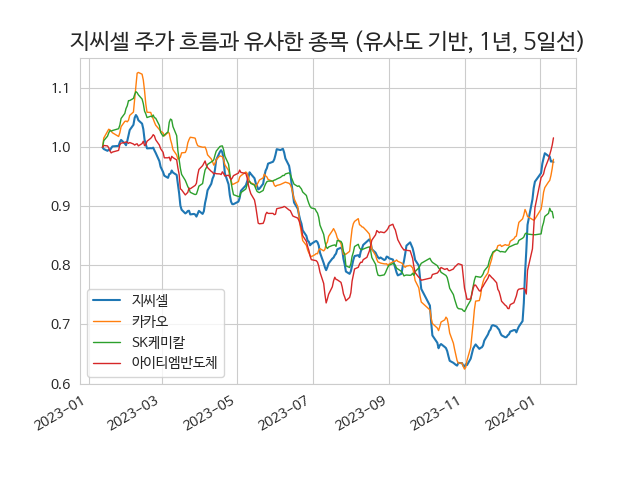 지씨셀 주가 흐름과 유사한 종목 (유사도 기반, 1년, 5일선)
1.1
1.0
0.9
0.8
0.7
0.6
지씨셀
카카오
SK케미칼
아이티엠반도체
2023-01
2023-03
2023-05
2023-07
2023-09
2023-11
2024-01